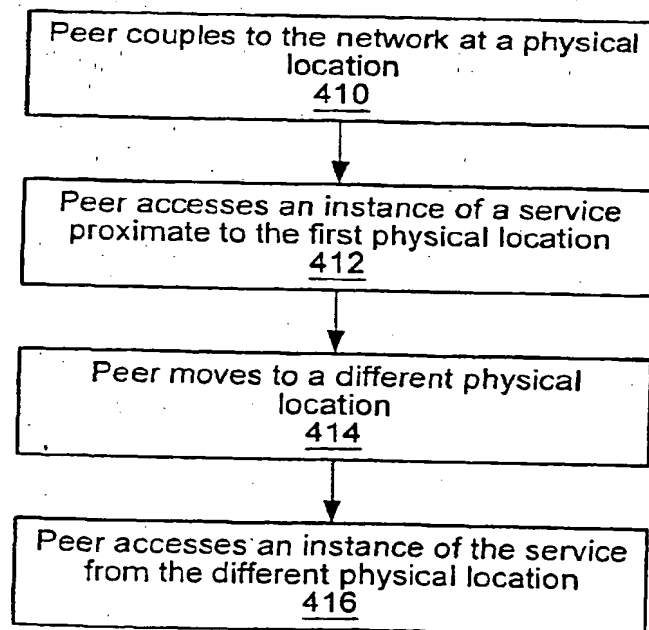 Peer couples to the network at a physical
location
410
Peer accesses an instance of a service
proximate to the first physical location
412
Peer moves to a different physical
location
414
Peer accesses an instance of the service
from the different physical location
416